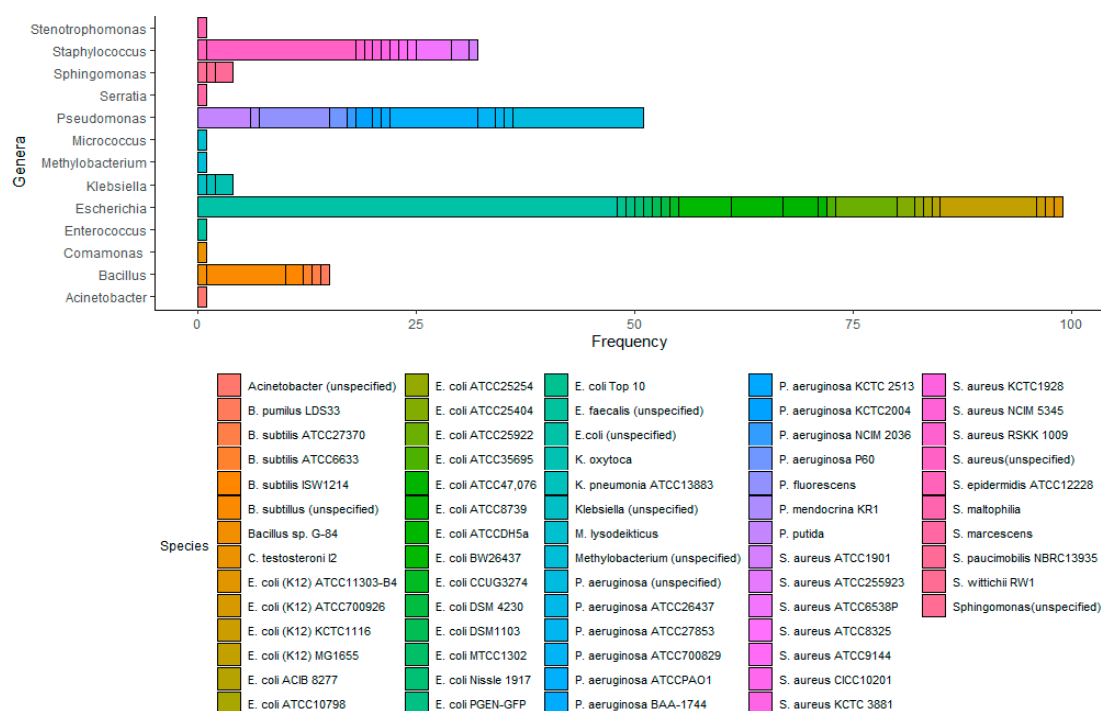 Stenotrophomonas
Staphylococcus
Sphingomonas
Serratia
Pseudomonas
Micrococcus
Methylobacterium
Klebsiella
Escherichia
Enterococcus
Comamonas
Bacillus
Acinetobacter
Genera
0 25 50 75 100
Frequency
Species
Acinetobacter (unspecified)
B. pumilus LDS33
B. subtilis ATCC27370
B. subtilis ATCC6633
B. subtilis ISW1214
B. subtillus (unspecified)
Bacillus sp. G-84
C. testosteroni I2
E. coli (K12) ATCC11303-B4
E. coli (K12) ATCC700926
E. coli (K12) KCTC1116
E. coli (K12) MG1655
E. coli ACIB 8277
E. coli ATCC10798
E. coli ATCC25254
E. coli ATCC25404
E. coli ATCC25922
E. coli ATCC35695
E. coli ATCC47,076
E. coli ATCC8739
E. coli ATCCDH5a
E. coli BW26437
E. coli CCUG3274
E. coli DSM 4230
E. coli DSM1103
E. coli MTCC1302
E. coli Nissle 1917
E. coli PGEN-GFP
E. coli Top 10
E. faecalis (unspecified)
E.coli (unspecified)
K. oxytoca
K. pneumonia ATCC13883
Klebsiella (unspecified)
M. lysodeikticus
Methylobacterium (unspecified)
P. aeruginosa (unspecified)
P. aeruginosa ATCC26437
P. aeruginosa ATCC27853
P. aeruginosa ATCC700829
P. aeruginosa ATCCPAO1
P. aeruginosa BAA-1744
P. aeruginosa KCTC 2513
P. aeruginosa KCTC2004
P. aeruginosa NCIM 2036
P. aeruginosa P60
P. fluorescens
P. mendocrina KR1
P. putida
S. aureus ATCC1901
S. aureus ATCC255923
S. aureus ATCC6538P
S. aureus ATCC8325
S. aureus ATCC9144
S. aureus CICC10201
S. aureus KCTC 3881
S. aureus KCTC1928
S. aureus NCIM 5345
S. aureus RSKK 1009
S. aureus(unspecified)
S. epidermidis ATCC12228
S. maltophilia
S. marcescens
S. paucimobilis NBRC13935
S. wittichii RW1
Sphingomonas(unspecified)